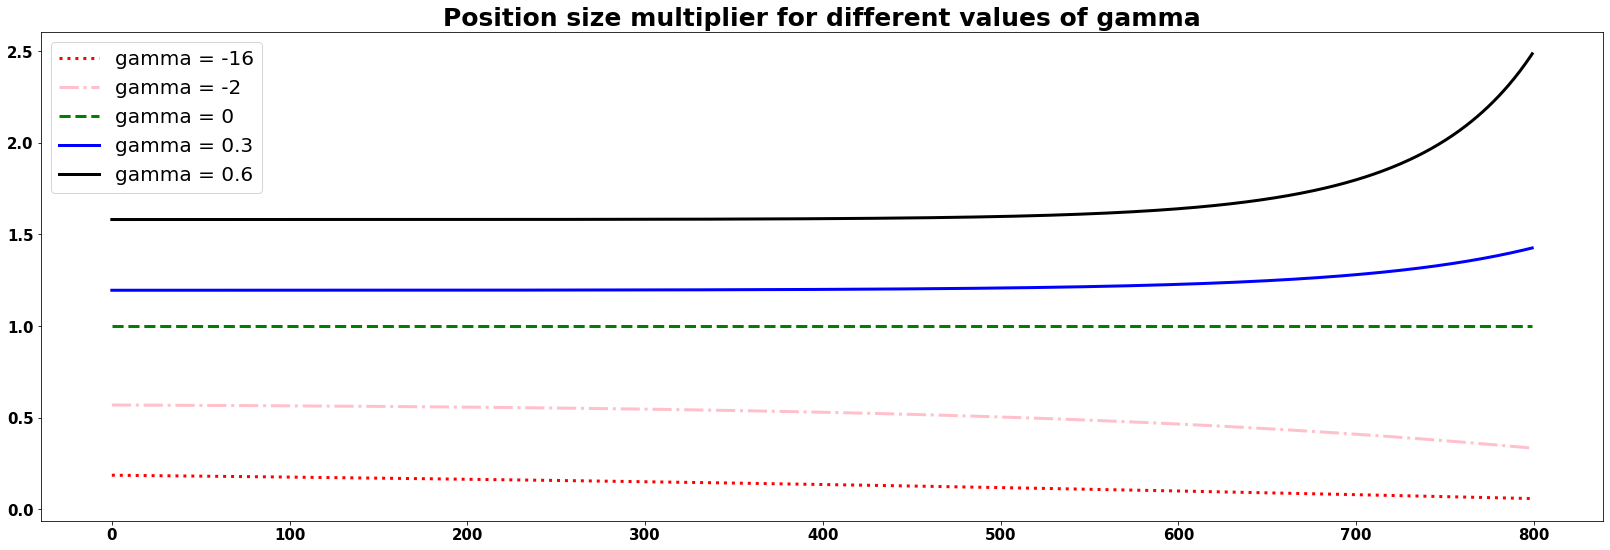 Position size multiplier for different values of gamma
gamma = -16
gamma = -2
gamma = 0
gamma = 0.3
gamma = 0.6
2.5
2.0
1.5
1.0
0.5
0.0
0 100 200 300 400 500 600 700 800